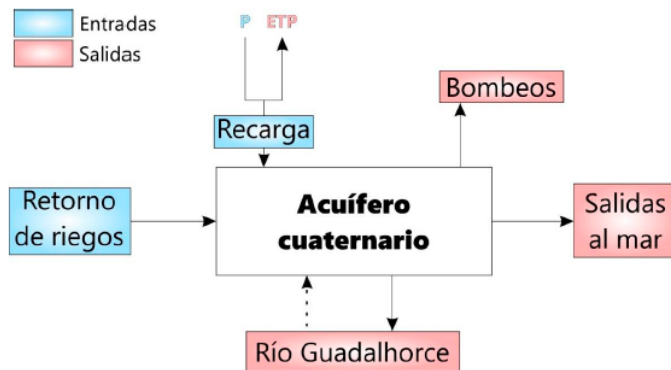 Entradas
Salidas
P ETP
Bombeos
Recarga
Retorno
de riegos
Acuífero
cuaternario
Salidas
al mar
Río Guadalhorce